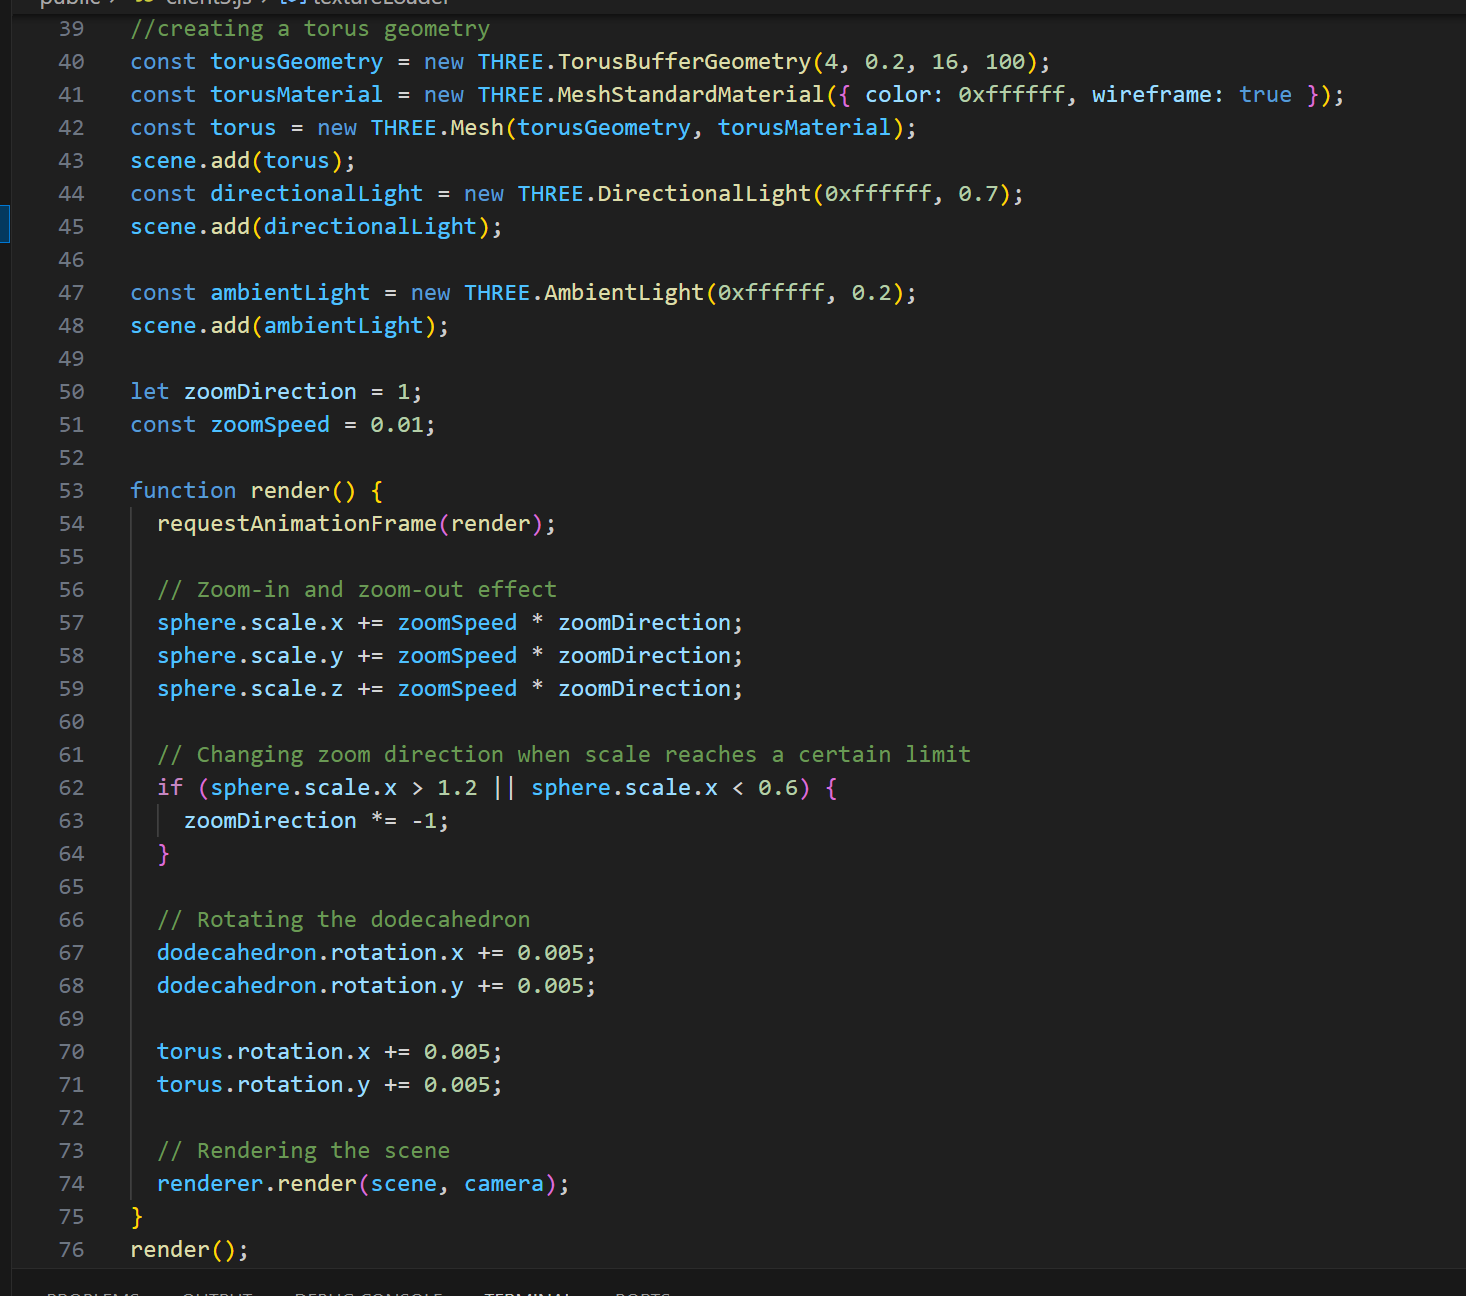 public > client3.js > textureLoader
39 //creating a torus geometry
40 const torusGeometry = new THREE.TorusBufferGeometry(4, 0.2, 16, 100);
41 const torusMaterial = new THREE.MeshStandardMaterial({ color: 0xffffff, wireframe: true });
42 const torus = new THREE.Mesh(torusGeometry, torusMaterial);
43 scene.add(torus);
44 const directionalLight = new THREE.DirectionalLight(0xffffff, 0.7);
45 scene.add(directionalLight);
46
47 const ambientLight = new THREE.AmbientLight(0xffffff, 0.2);
48 scene.add(ambientLight);
49
50 let zoomDirection = 1;
51 const zoomSpeed = 0.01;
52
53 function render() {
54   requestAnimationFrame(render);
55
56   // Zoom-in and zoom-out effect
57   sphere.scale.x += zoomSpeed * zoomDirection;
58   sphere.scale.y += zoomSpeed * zoomDirection;
59   sphere.scale.z += zoomSpeed * zoomDirection;
60
61   // Changing zoom direction when scale reaches a certain limit
62   if (sphere.scale.x > 1.2 || sphere.scale.x < 0.6) {
63     zoomDirection *= -1;
64   }
65
66   // Rotating the dodecahedron
67   dodecahedron.rotation.x += 0.005;
68   dodecahedron.rotation.y += 0.005;
69
70   torus.rotation.x += 0.005;
71   torus.rotation.y += 0.005;
72
73   // Rendering the scene
74   renderer.render(scene, camera);
75 }
76 render();
PROBLEMS OUTPUT DEBUG CONSOLE TERMINAL PORTS